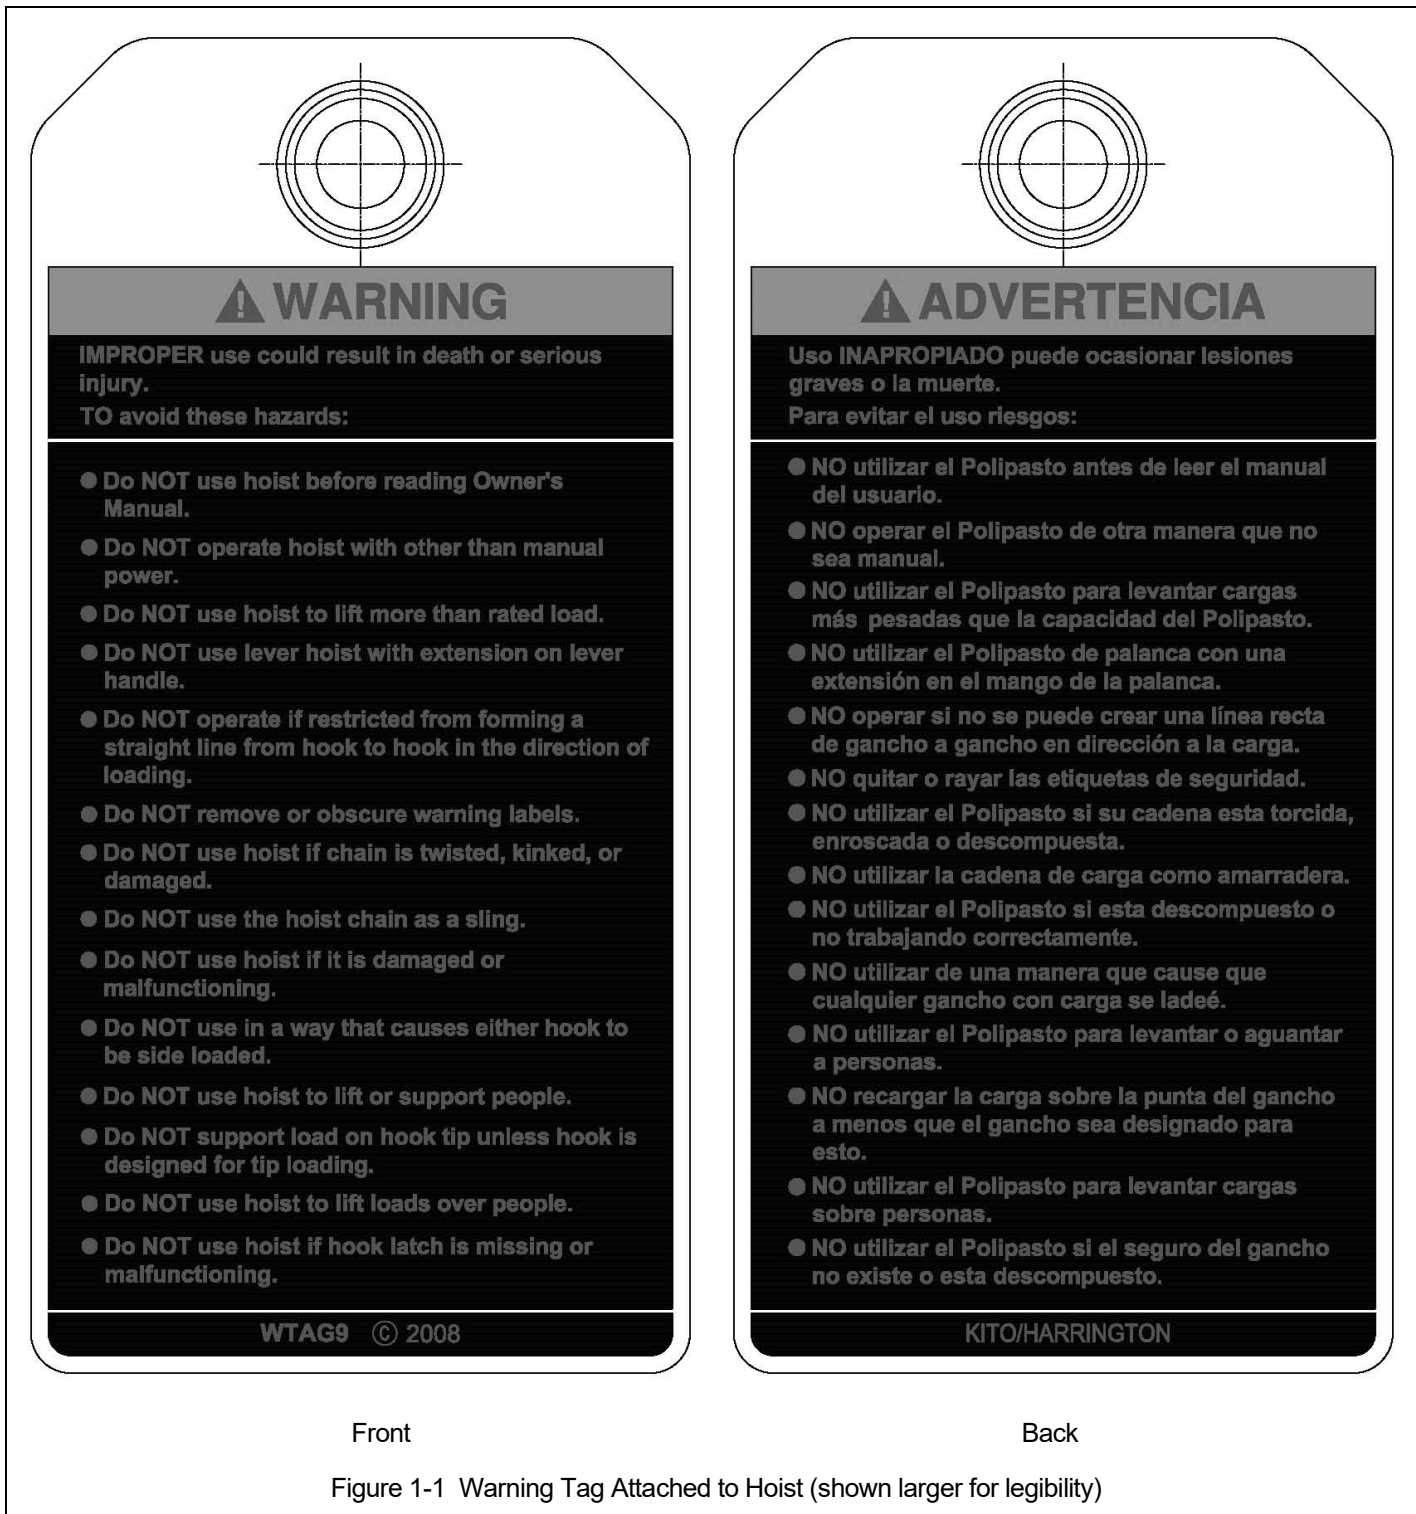 WARNING
IMPROPER use could result in death or serious
injury.
TO avoid these hazards:
● Do NOT use hoist before reading Owner's
Manual.
● Do NOT operate hoist with other than manual
power.
● Do NOT use hoist to lift more than rated load.
● Do NOT use lever hoist with extension on lever
handle.
● Do NOT operate if restricted from forming a
straight line from hook to hook in the direction of
loading.
● Do NOT remove or obscure warning labels.
● Do NOT use hoist if chain is twisted, kinked, or
damaged.
● Do NOT use the hoist chain as a sling.
● Do NOT use hoist if it is damaged or
malfunctioning.
● Do NOT use in a way that causes either hook to
be side loaded.
● Do NOT use hoist to lift or support people.
● Do NOT support load on hook tip unless hook is
designed for tip loading.
● Do NOT use hoist to lift loads over people.
● Do NOT use hoist if hook latch is missing or
malfunctioning.
WTAG9 © 2008
Front
ADVERTENCIA
Uso INAPROPIADO puede ocasionar lesiones
graves o la muerte.
Para evitar el uso riesgos:
● NO utilizar el Polipasto antes de leer el manual
del usuario.
● NO operar el Polipasto de otra manera que no
sea manual.
● NO utilizar el Polipasto para levantar cargas
más pesadas que la capacidad del Polipasto.
● NO utilizar el Polipasto de palanca con una
extensión en el mango de la palanca.
● NO operar si no se puede crear una línea recta
de gancho a gancho en dirección a la carga.
● NO quitar o rayar las etiquetas de seguridad.
● NO utilizar el Polipasto si su cadena esta torcida,
enroscada o descompuesta.
● NO utilizar la cadena de carga como amarradera.
● NO utilizar el Polipasto si esta descompuesto o
no trabajando correctamente.
● NO utilizar de una manera que cause que
cualquier gancho con carga se ladeé.
● NO utilizar el Polipasto para levantar o aguantar
a personas.
● NO recargar la carga sobre la punta del gancho
a menos que el gancho sea designado para
esto.
● NO utilizar el Polipasto para levantar cargas
sobre personas.
● NO utilizar el Polipasto si el seguro del gancho
no existe o esta descompuesto.
KITO/HARRINGTON
Back
Figure 1-1 Warning Tag Attached to Hoist (shown larger for legibility)